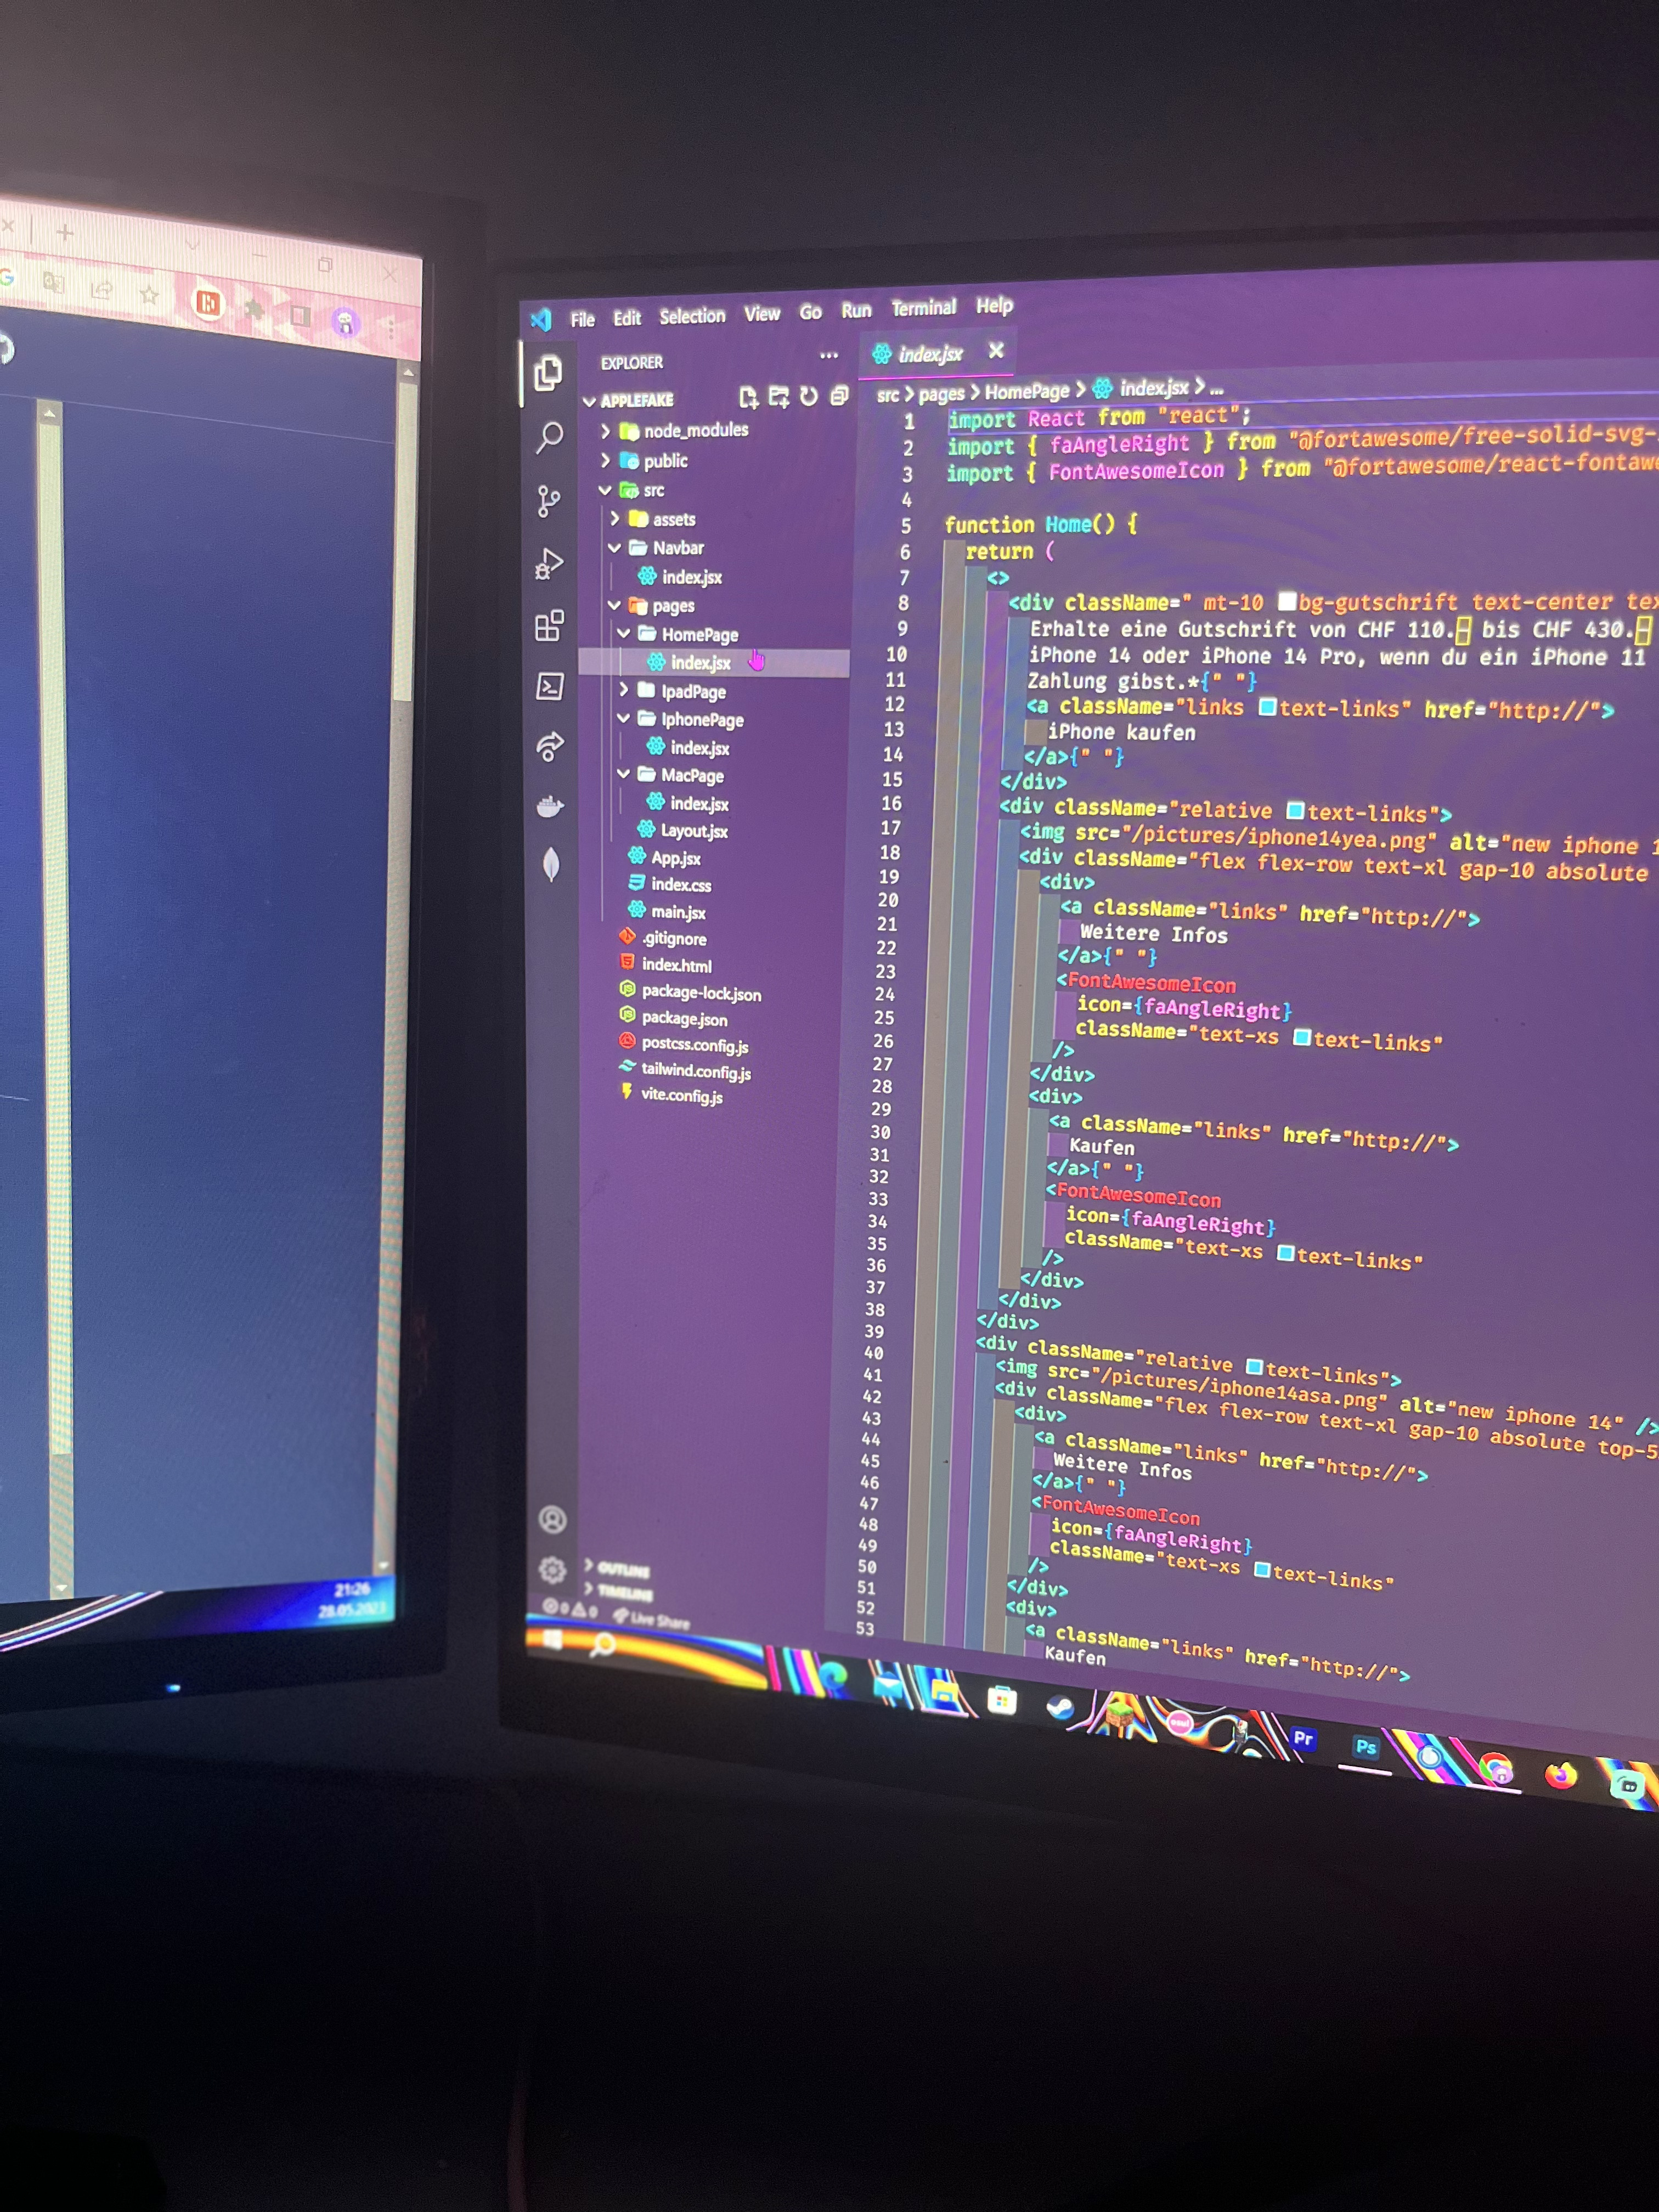 File Edit Selection View Go Run Terminal Help
EXPLORER
index.jsx
APPLEFAKE
src > pages > HomePage > index.jsx > ...
node_modules
public
src
assets
Navbar
index.jsx
pages
HomePage
index.jsx
IpadPage
IphonePage
index.jsx
MacPage
index.jsx
Layout.jsx
App.jsx
index.css
main.jsx
.gitignore
index.html
package-lock.json
package.json
postcss.config.js
tailwind.config.js
vite.config.js
OUTLINE
TIMELINE
0 0 Live Share
1 import React from "react";
2 import { faAngleRight } from "@fortawesome/free-solid-svg-
3 import { FontAwesomeIcon } from "@fortawesome/react-fontaw
4
5 function Home() {
6 return (
7 <>
8 <div className=" mt-10 bg-gutschrift text-center
9 Erhalte eine Gutschrift von CHF 110.– bis CHF 430.–
10 iPhone 14 oder iPhone 14 Pro, wenn du ein iPhone 11
11 Zahlung gibst.*{" "}
12 <a className="links text-links" href="http://">
13 iPhone kaufen
14 </a>{" "}
15 </div>
16 <div className="relative text-links">
17 <img src="/pictures/iphone14yea.png" alt="new iphone
18 <div className="flex flex-row text-xl gap-10 absolute
19 <div>
20 <a className="links" href="http://">
21 Weitere Infos
22 </a>{" "}
23 <FontAwesomeIcon
24 icon={faAngleRight}
25 className="text-xs text-links"
26 />
27 </div>
28 <div>
29 <a className="links" href="http://">
30 Kaufen
31 </a>{" "}
32 <FontAwesomeIcon
33 icon={faAngleRight}
34 className="text-xs text-links"
35 />
36 </div>
37 </div>
38 </div>
39 <div className="relative text-links">
40 <img src="/pictures/iphone14asa.png" alt="new iphone 14" />
41 <div className="flex flex-row text-xl gap-10 absolute top-5
42 <div>
43 <a className="links" href="http://">
44 Weitere Infos
45 </a>{" "}
46 <FontAwesomeIcon
47 icon={faAngleRight}
48 className="text-xs text-links"
49 />
50 </div>
51 <div>
52 <a className="links" href="http://">
53 Kaufen
21:26
28.05.2023
osu!
Pr
Ps